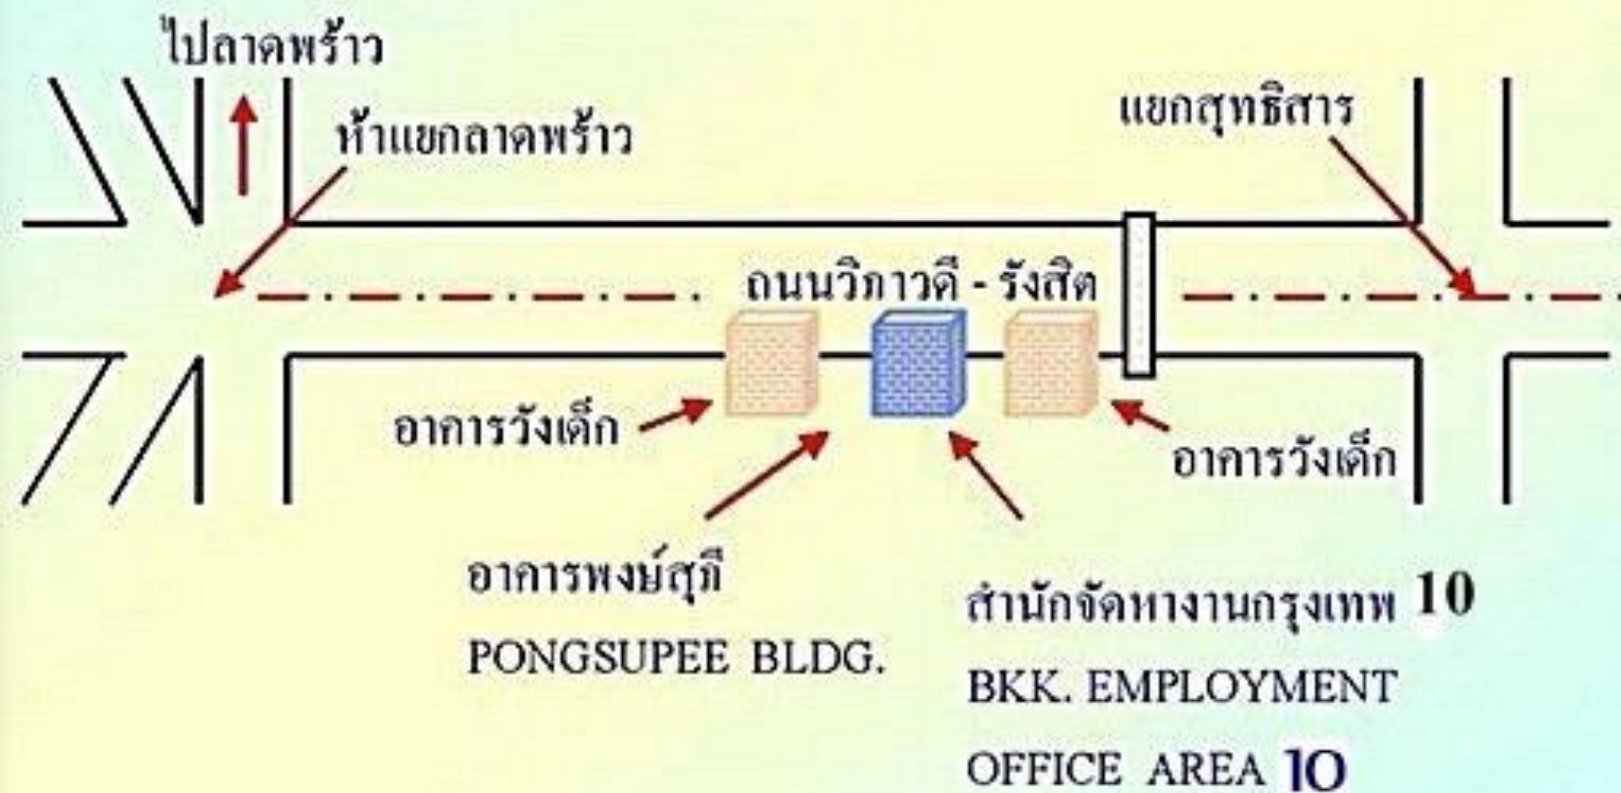 ไปลาดพร้าว
ห้าแยกลาดพร้าว
แยกสุทธิสาร
ถนนวิภาวดี - รังสิต
อาคารวังเด็ก
อาคารวังเด็ก
อาคารพงษ์สุภี
PONGSUPEE BLDG.
สำนักจัดหางานกรุงเทพ 10
BKK. EMPLOYMENT
OFFICE AREA 10